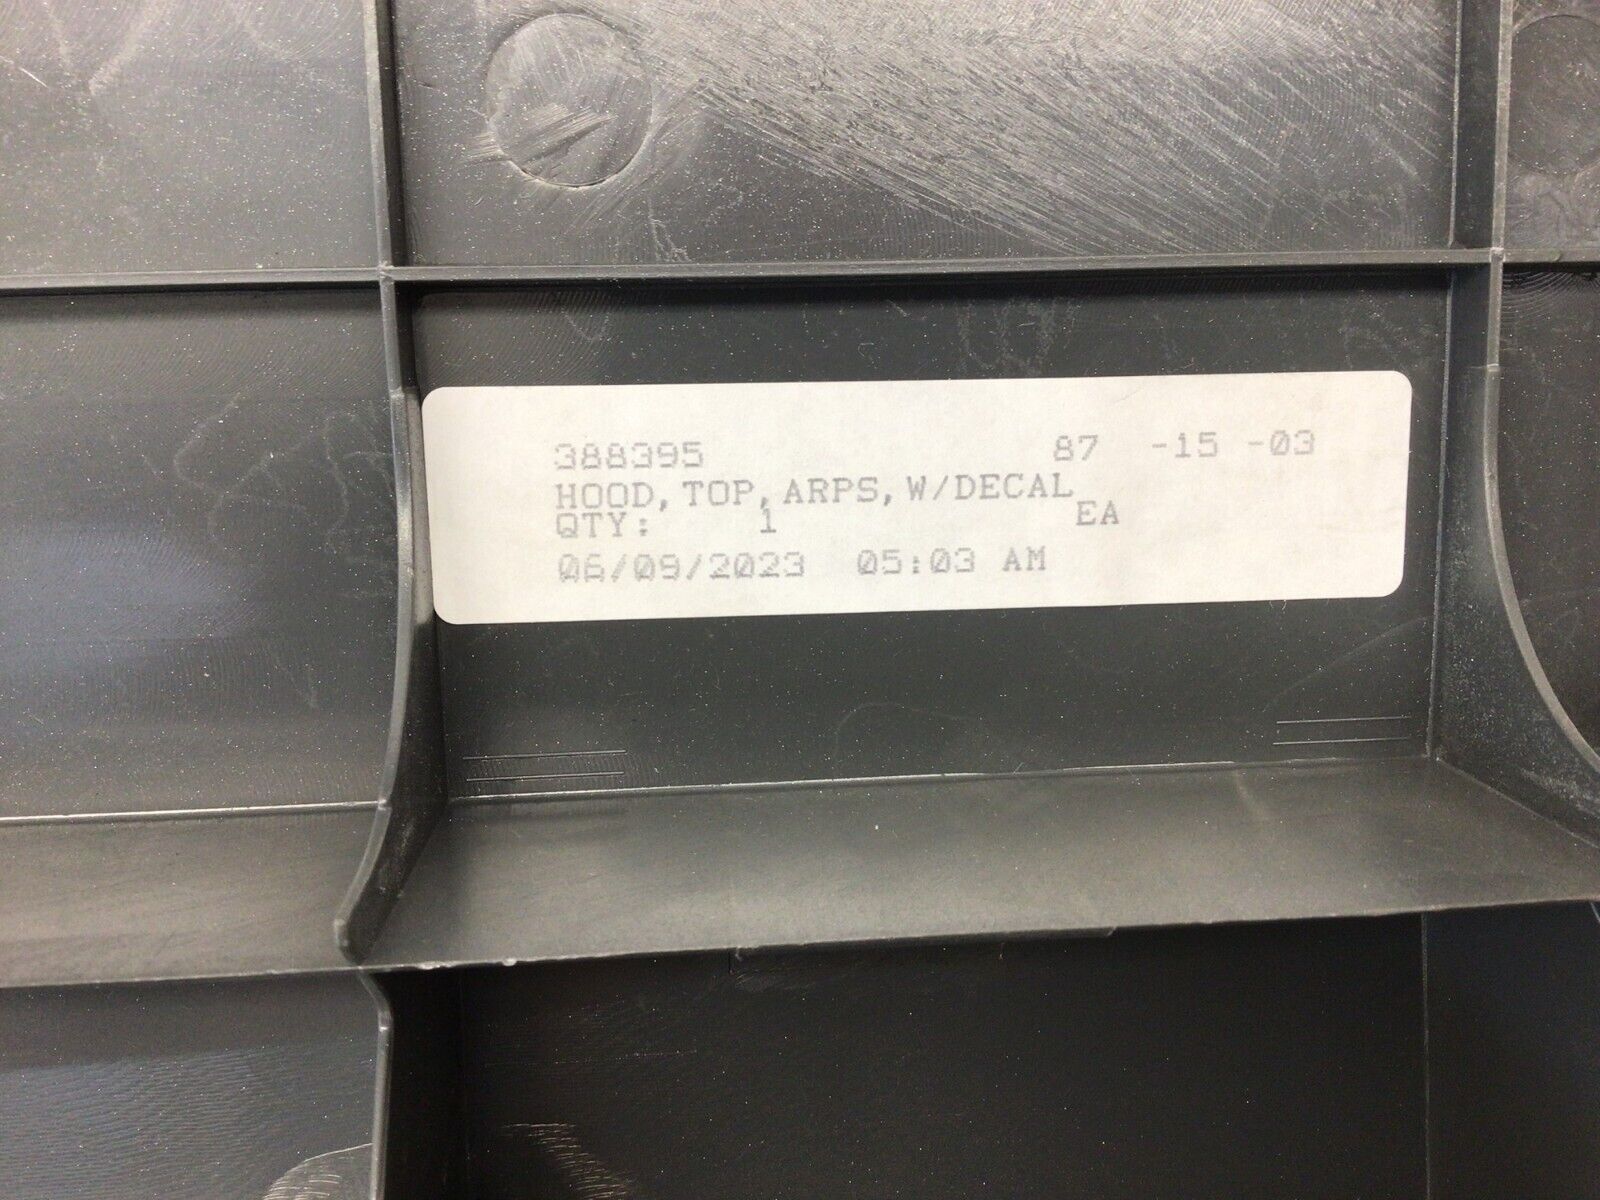 388395 87 -15 -03
HOOD, TOP, ARPS, W/DECAL
QTY: 1 EA
06/09/2023 05:03 AM